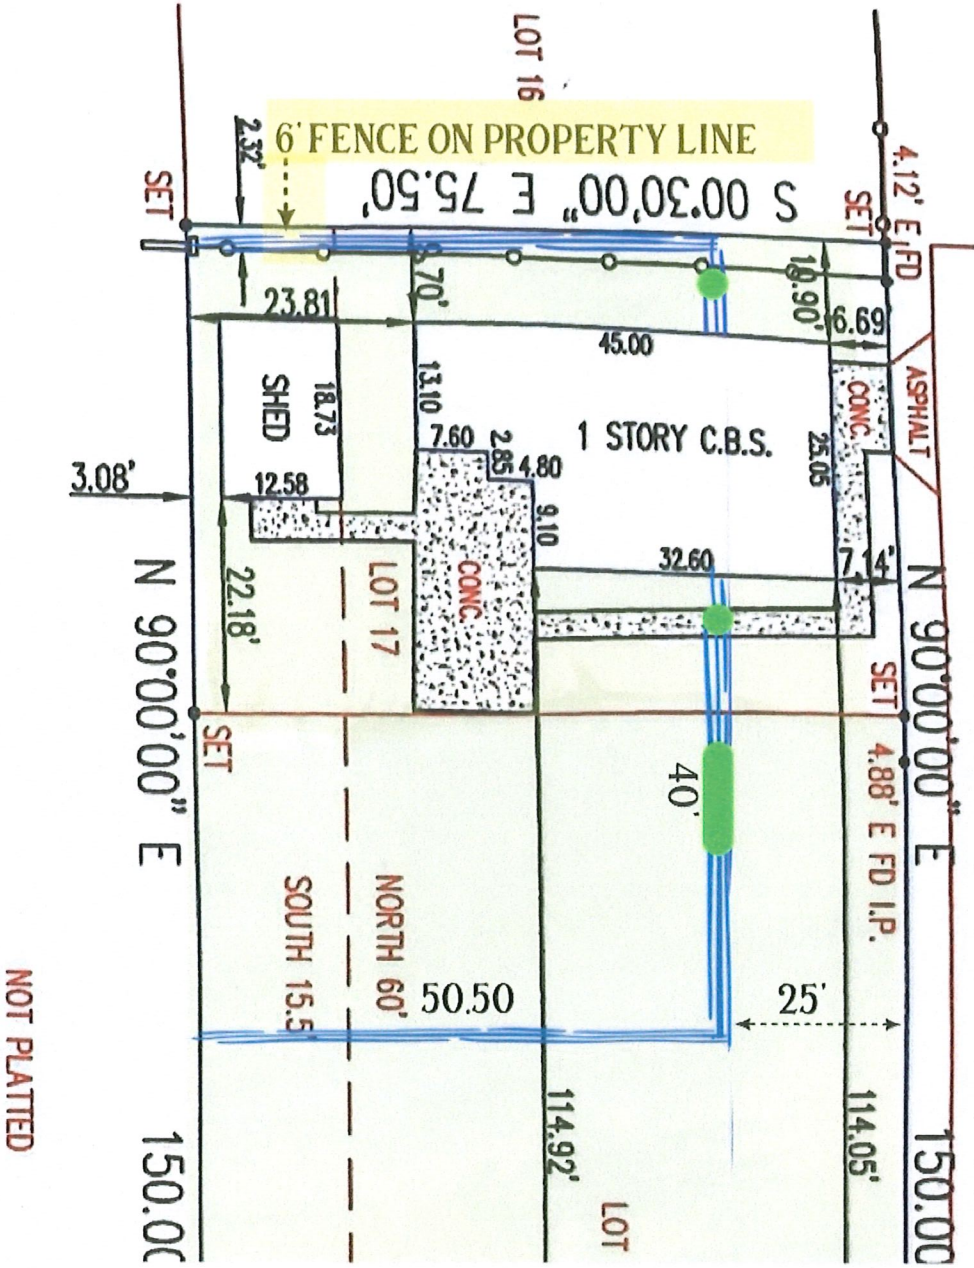 LOT 16
6' FENCE ON PROPERTY LINE
2.32'
S 00°30'00" E 75.50'
SET
SET
4.12' E, FD
23.81
.70'
10.90'
6.69
45.00
SHED
18.73
13.10
1 STORY C.B.S.
25.05
CONC.
ASPHALT
7.60
2.85
4.80
9.10
3.08'
12.58
32.60
7.14'
22.18'
LOT 17
CONC.
N 90°00'00" E
N 90°00'00" E
SET
SET
4.88' E FD I.P.
40'
SOUTH 15.5
NORTH 60'
50.50
25'
NOT PLATTED
150.00
114.92'
114.05'
150.00
LOT